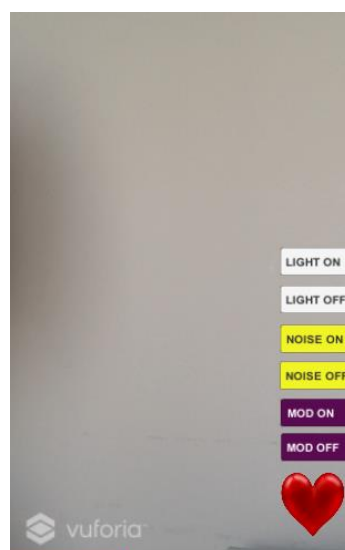 LIGHT ON
LIGHT OFF
NOISE ON
NOISE OFF
MOD ON
MOD OFF
vuforia